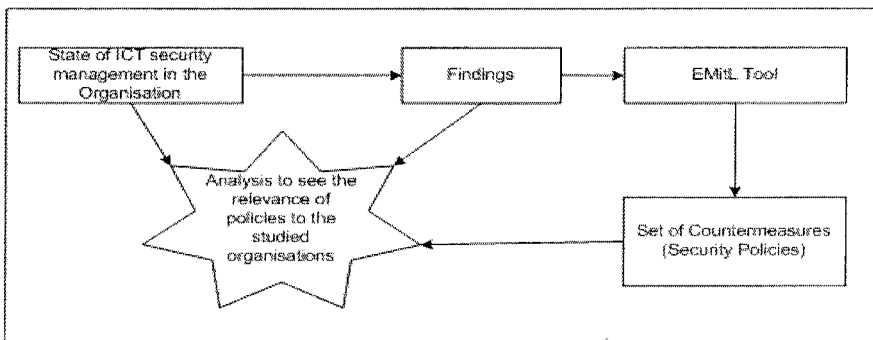 State of ICT security
management in the
Organisation
Findings
EMitL Tool
Analysis to see the
relevance of
policies to the
studied
organisations
Set of Countermeasures
(Security Policies)